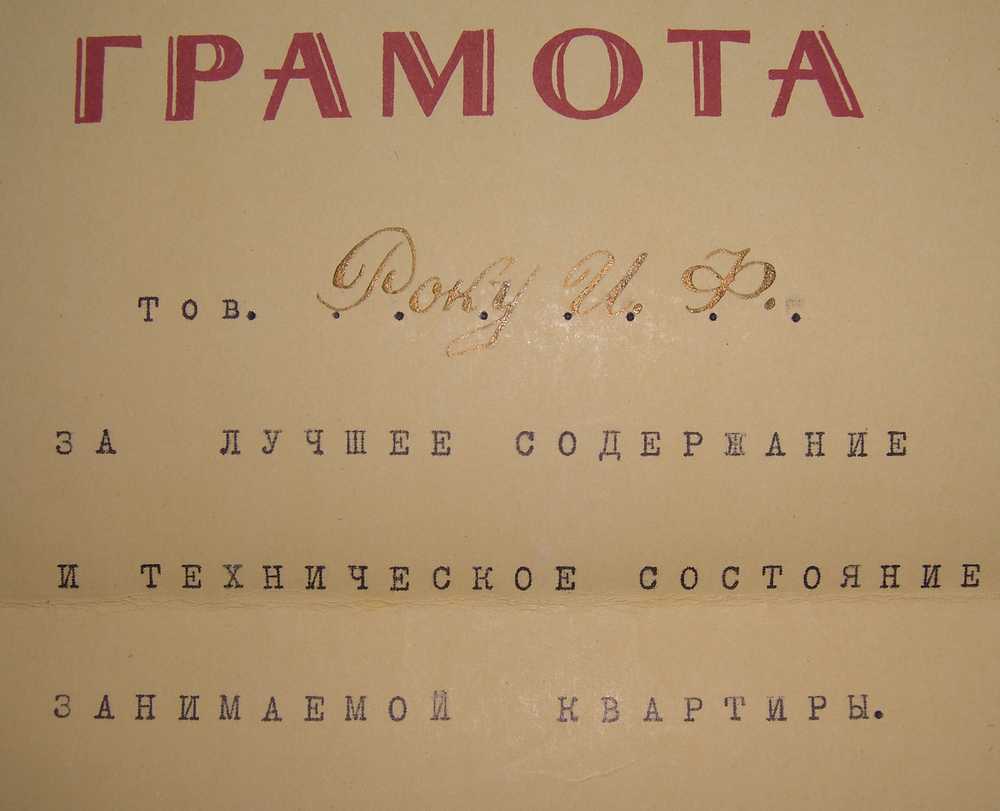 ГРАМОТА
тов. Року И. Ф.
ЗА ЛУЧШЕЕ СОДЕРЖАНИЕ
И ТЕХНИЧЕСКОЕ СОСТОЯНИЕ
ЗАНИМАЕМОЙ КВАРТИРЫ.